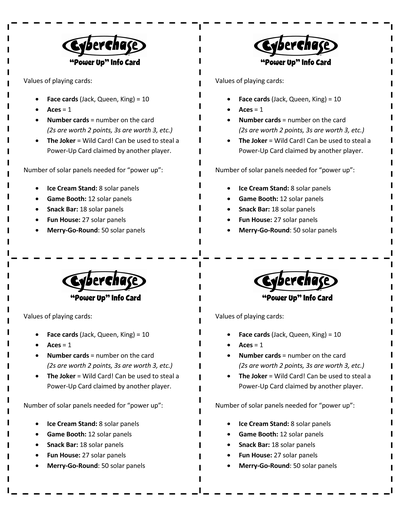 Cyberchase
"Power Up" Info Card
Values of playing cards:
• Face cards (Jack, Queen, King) = 10
• Aces = 1
• Number cards = number on the card
(2s are worth 2 points, 3s are worth 3, etc.)
• The Joker = Wild Card! Can be used to steal a
Power-Up Card claimed by another player.
Number of solar panels needed for "power up":
• Ice Cream Stand: 8 solar panels
• Game Booth: 12 solar panels
• Snack Bar: 18 solar panels
• Fun House: 27 solar panels
• Merry-Go-Round: 50 solar panels
Cyberchase
"Power Up" Info Card
Values of playing cards:
• Face cards (Jack, Queen, King) = 10
• Aces = 1
• Number cards = number on the card
(2s are worth 2 points, 3s are worth 3, etc.)
• The Joker = Wild Card! Can be used to steal a
Power-Up Card claimed by another player.
Number of solar panels needed for "power up":
• Ice Cream Stand: 8 solar panels
• Game Booth: 12 solar panels
• Snack Bar: 18 solar panels
• Fun House: 27 solar panels
• Merry-Go-Round: 50 solar panels
Cyberchase
"Power Up" Info Card
Values of playing cards:
• Face cards (Jack, Queen, King) = 10
• Aces = 1
• Number cards = number on the card
(2s are worth 2 points, 3s are worth 3, etc.)
• The Joker = Wild Card! Can be used to steal a
Power-Up Card claimed by another player.
Number of solar panels needed for "power up":
• Ice Cream Stand: 8 solar panels
• Game Booth: 12 solar panels
• Snack Bar: 18 solar panels
• Fun House: 27 solar panels
• Merry-Go-Round: 50 solar panels
Cyberchase
"Power Up" Info Card
Values of playing cards:
• Face cards (Jack, Queen, King) = 10
• Aces = 1
• Number cards = number on the card
(2s are worth 2 points, 3s are worth 3, etc.)
• The Joker = Wild Card! Can be used to steal a
Power-Up Card claimed by another player.
Number of solar panels needed for "power up":
• Ice Cream Stand: 8 solar panels
• Game Booth: 12 solar panels
• Snack Bar: 18 solar panels
• Fun House: 27 solar panels
• Merry-Go-Round: 50 solar panels